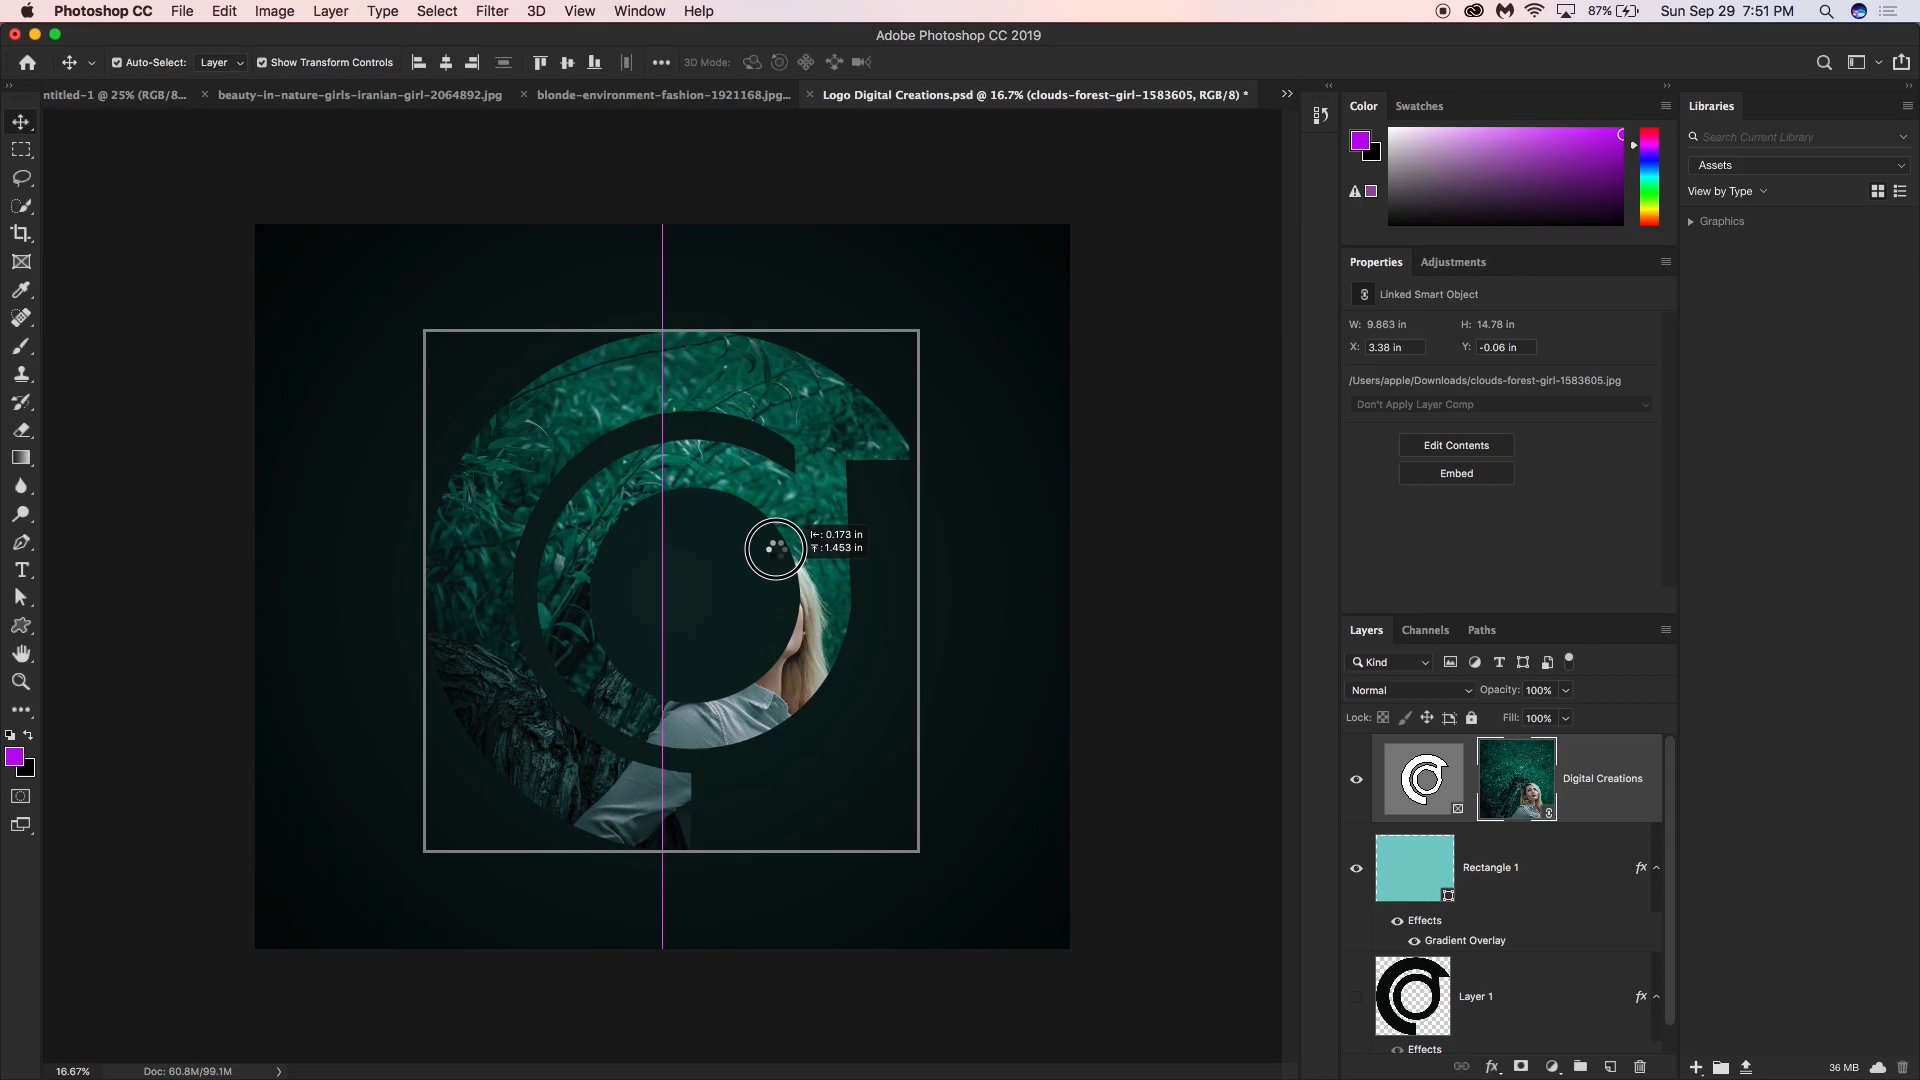 Photoshop CC File Edit Image Layer Type Select Filter 3D View Window Help 87% Sun Sep 29 7:51 PM
Adobe Photoshop CC 2019
Auto-Select: Layer Show Transform Controls 3D Mode:
ntitled-1 @ 25% (RGB/8... beauty-in-nature-girls-iranian-girl-2064892.jpg blonde-environment-fashion-1921168.jpg... Logo Digital Creations.psd @ 16.7% (clouds-forest-girl-1583605, RGB/8) *
Color Swatches
Properties Adjustments
Linked Smart Object
W: 9.863 in H: 14.78 in
X: 3.38 in Y: -0.06 in
/Users/apple/Downloads/clouds-forest-girl-1583605.jpg
Don't Apply Layer Comp
Edit Contents
Embed
Libraries
Search Current Library
Assets
View by Type
Graphics
: 0.173 in
: 1.453 in
Layers Channels Paths
Kind
Normal Opacity: 100%
Lock: Fill: 100%
Digital Creations
Rectangle 1 fx
Effects
Gradient Overlay
Layer 1 fx
Effects
fx
16.67% Doc: 60.8M/99.1M
36 MB